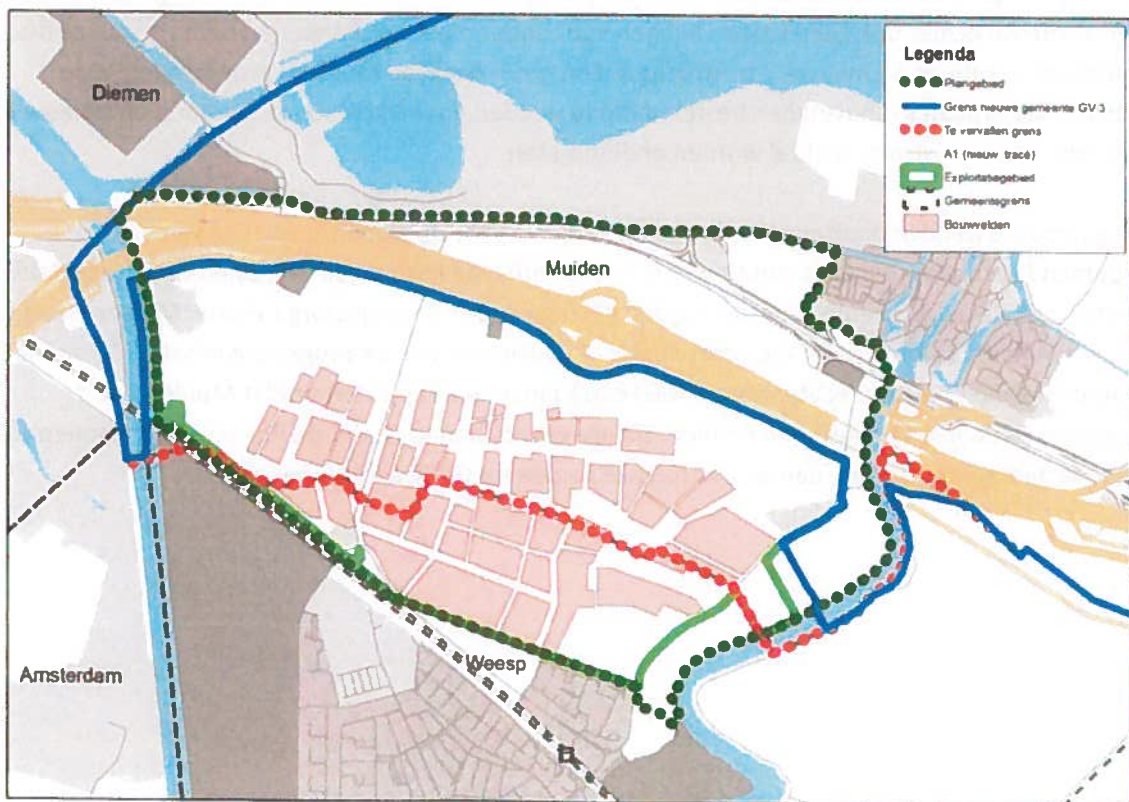 Diemen
Muiden
Weesp
Amsterdam
Legenda
Plangebied
Grens nieuwe gemeente GV 3
Te vervallen grens
A1 (nieuw tracé)
Exploitatiegebied
Gemeentegrens
Bouwvelden